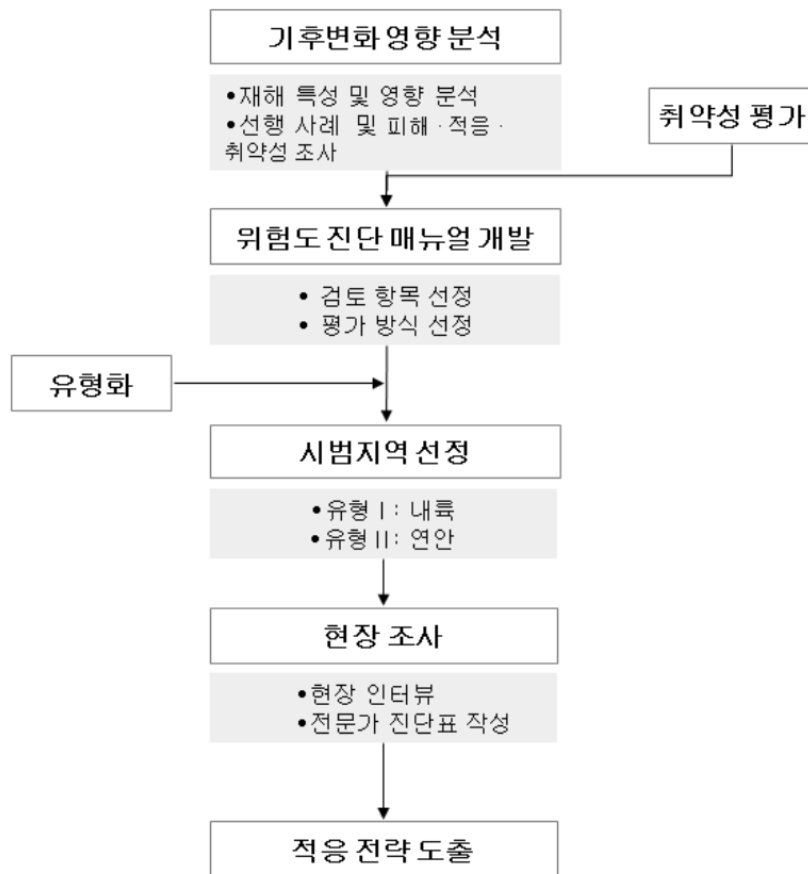 기후변화 영향 분석
•재해 특성 및 영향 분석
•선행 사례 및 피해·적응·
취약성 조사
취약성 평가
위험도 진단 매뉴얼 개발
• 검토 항목 선정
• 평가 방식 선정
유형화
시범지역 선정
•유형 I: 내륙
•유형 II: 연안
현장 조사
•현장 인터뷰
•전문가 진단표 작성
적응 전략 도출